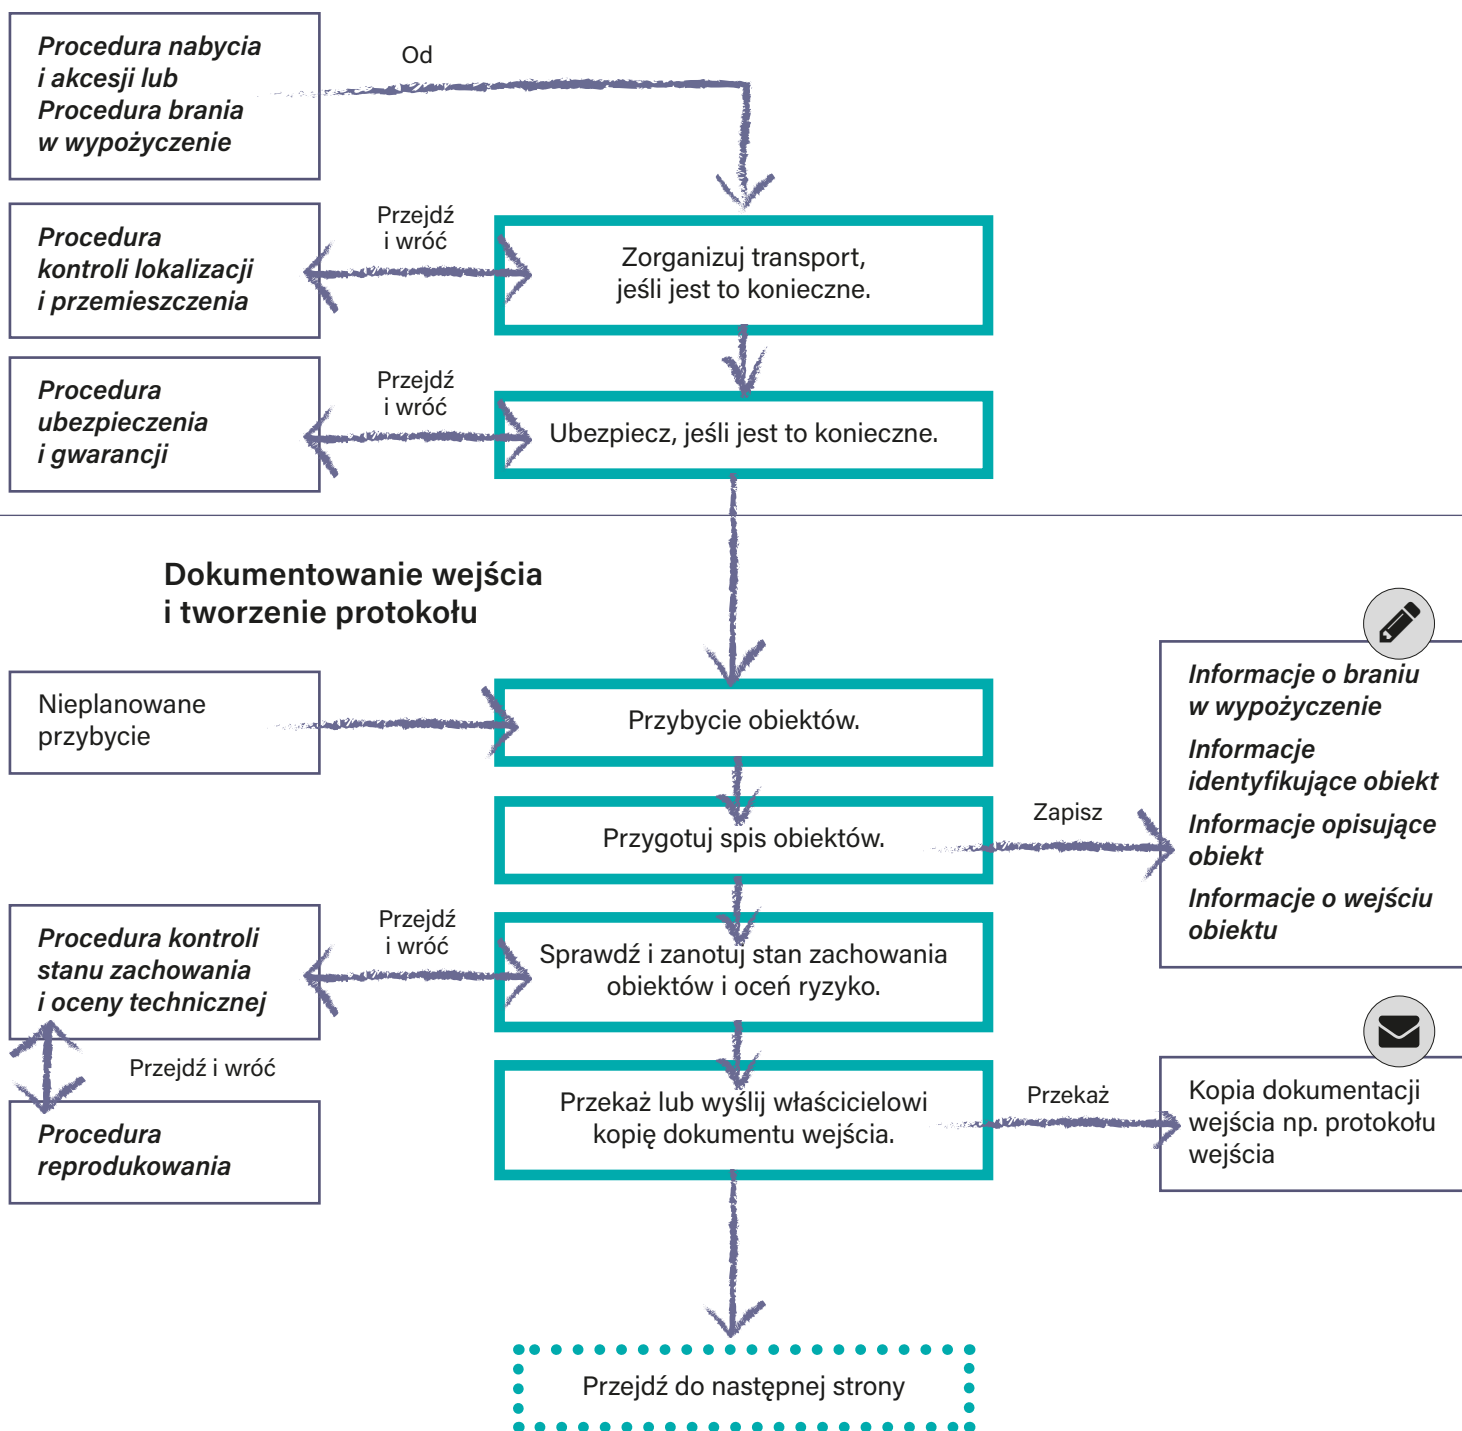 Procedura nabycia
i akcesji lub
Procedura brania
w wypożyczenie
Od
Procedura
kontroli lokalizacji
i przemieszczenia
Przejdź
i wróć
Zorganizuj transport,
jeśli jest to konieczne.
Procedura
ubezpieczenia
i gwarancji
Przejdź
i wróć
Ubezpiecz, jeśli jest to konieczne.
Dokumentowanie wejścia
i tworzenie protokołu
Nieplanowane
przybycie
Przybycie obiektów.
Przygotuj spis obiektów.
Zapisz
Informacje o braniu
w wypożyczenie
Informacje
identyfikujące obiekt
Informacje opisujące
obiekt
Informacje o wejściu
obiektu
Procedura kontroli
stanu zachowania
i oceny technicznej
Przejdź
i wróć
Sprawdź i zanotuj stan zachowania
obiektów i oceń ryzyko.
Przejdź i wróć
Procedura
reprodukowania
Przekaż lub wyślij właścicielowi
kopię dokumentu wejścia.
Przekaż
Kopia dokumentacji
wejścia np. protokołu
wejścia
Przejdź do następnej strony